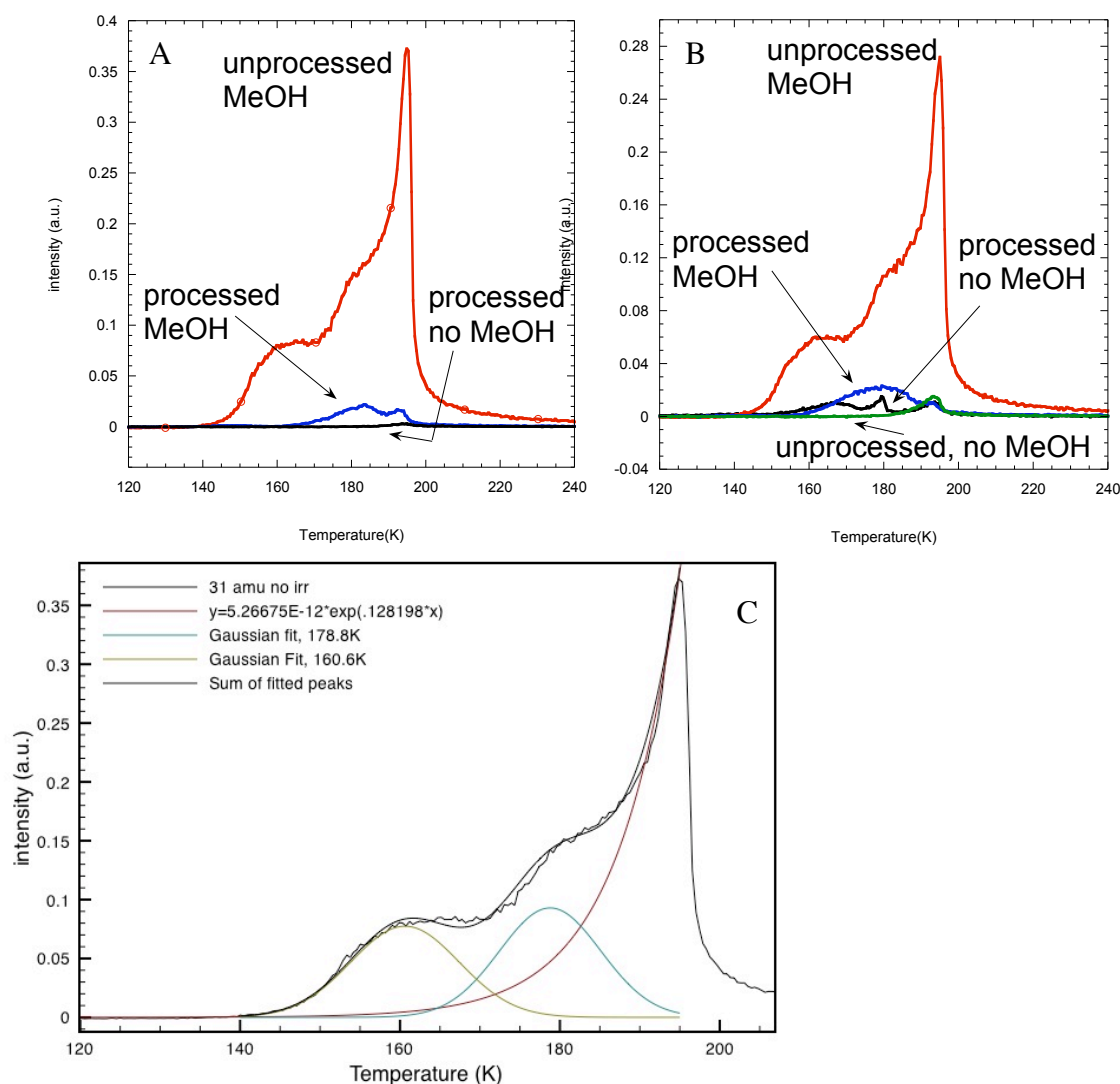 A
unprocessed
MeOH
processed
MeOH
processed
no MeOH
0.4
0.35
0.3
0.25
0.2
0.15
0.1
0.05
0
intensity (a.u.)
120 140 160 180 200 220 240
Temperature(K)
B
unprocessed
MeOH
processed
MeOH
processed
no MeOH
unprocessed, no MeOH
0.28
0.24
0.2
0.16
0.12
0.08
0.04
0
-0.04
intensity (a.u.)
120 140 160 180 200 220 240
Temperature(K)
C
31 amu no irr
y=5.26675E-12*exp(.128198*x)
Gaussian fit, 178.8K
Gaussian Fit, 160.6K
Sum of fitted peaks
0.35
0.3
0.25
0.2
0.15
0.1
0.05
0
intensity (a.u.)
120 140 160 180 200
Temperature (K)